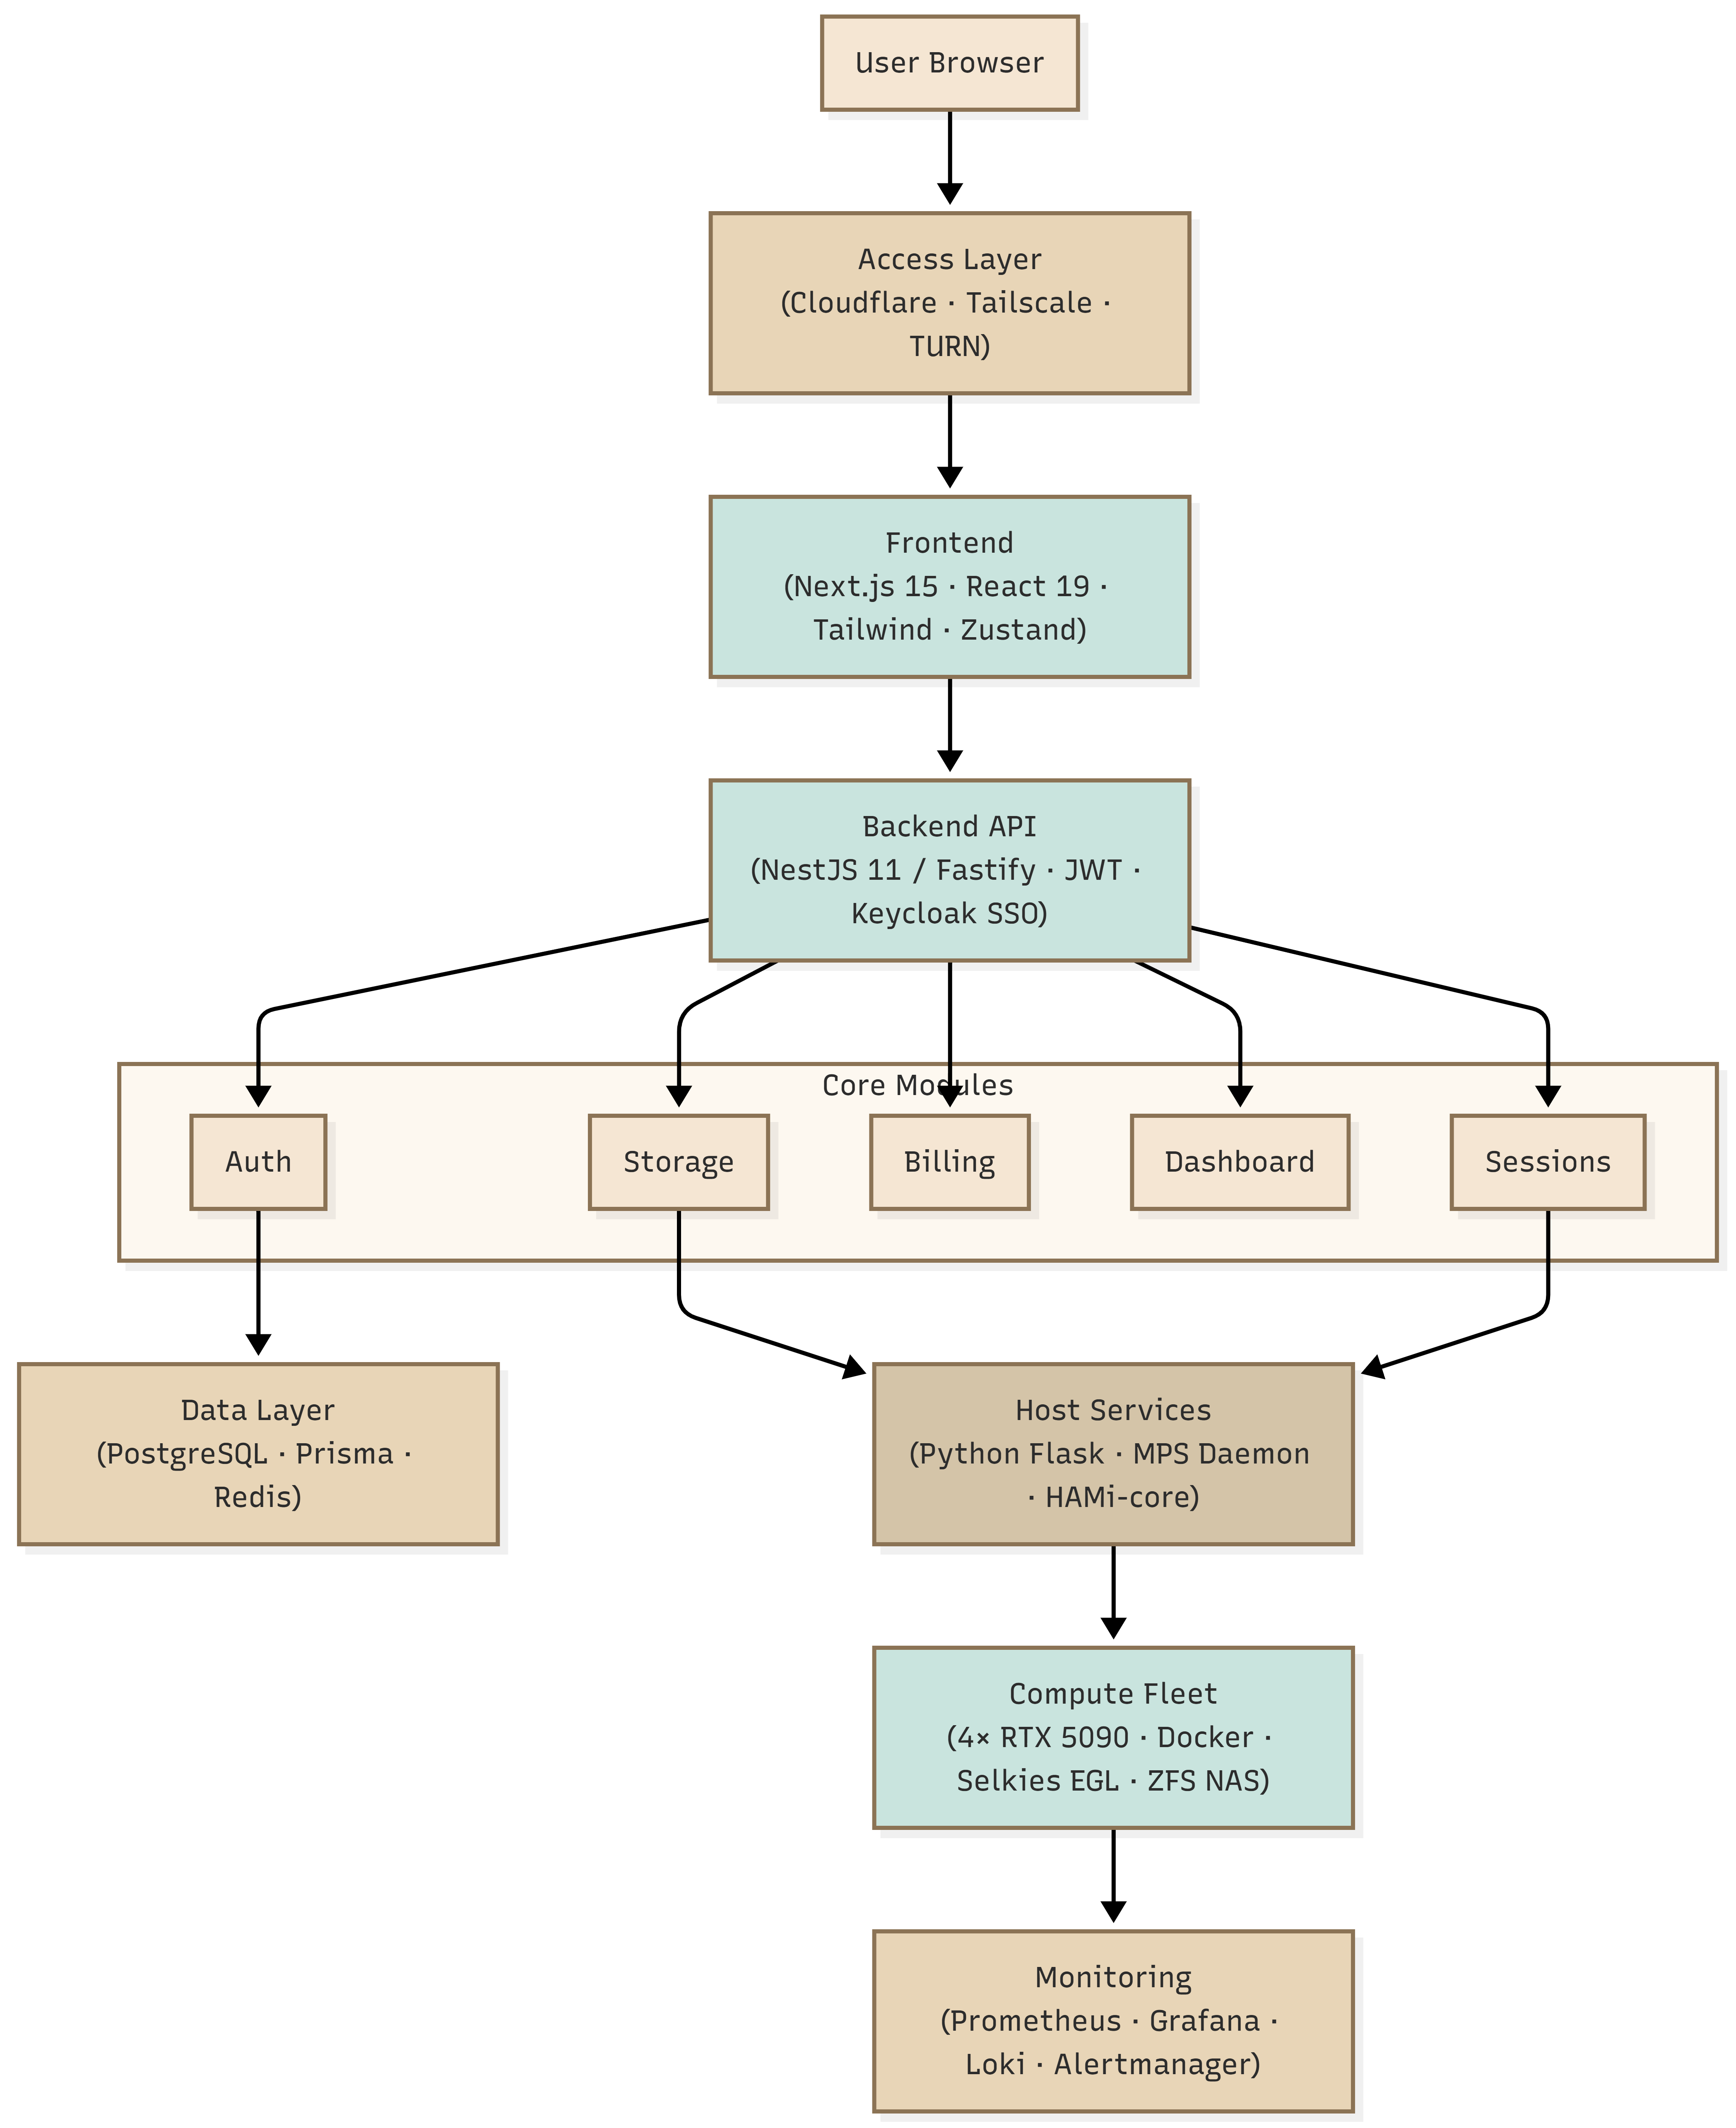 User Browser
Access Layer
(Cloudflare · Tailscale ·
TURN)
Frontend
(Next.js 15 · React 19 ·
Tailwind · Zustand)
Backend API
(NestJS 11 / Fastify · JWT ·
Keycloak SSO)
Core Modules
Auth
Storage
Billing
Dashboard
Sessions
Data Layer
(PostgreSQL · Prisma ·
Redis)
Host Services
(Python Flask · MPS Daemon
· HAMi-core)
Compute Fleet
(4× RTX 5090 · Docker ·
Selkies EGL · ZFS NAS)
Monitoring
(Prometheus · Grafana ·
Loki · Alertmanager)